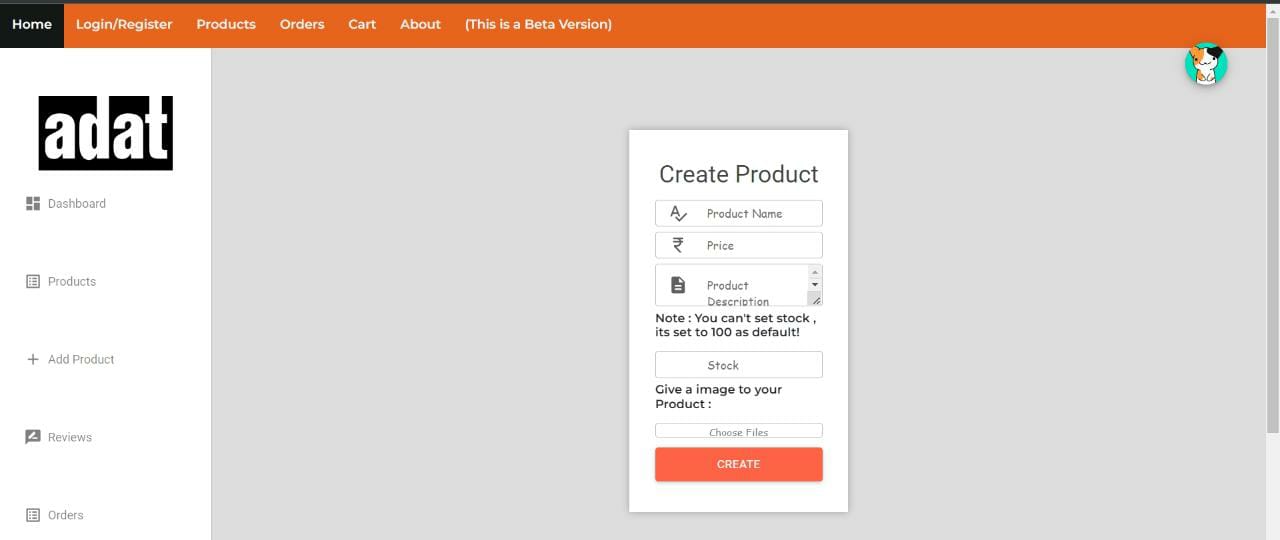 Home Login/Register Products Orders Cart About (This is a Beta Version)
adat
Dashboard
Products
Add Product
Reviews
Orders
Create Product
Product Name
₹ Price
Product
Description
Note : You can't set stock ,
its set to 100 as default!
Stock
Give a image to your
Product :
Choose Files
CREATE